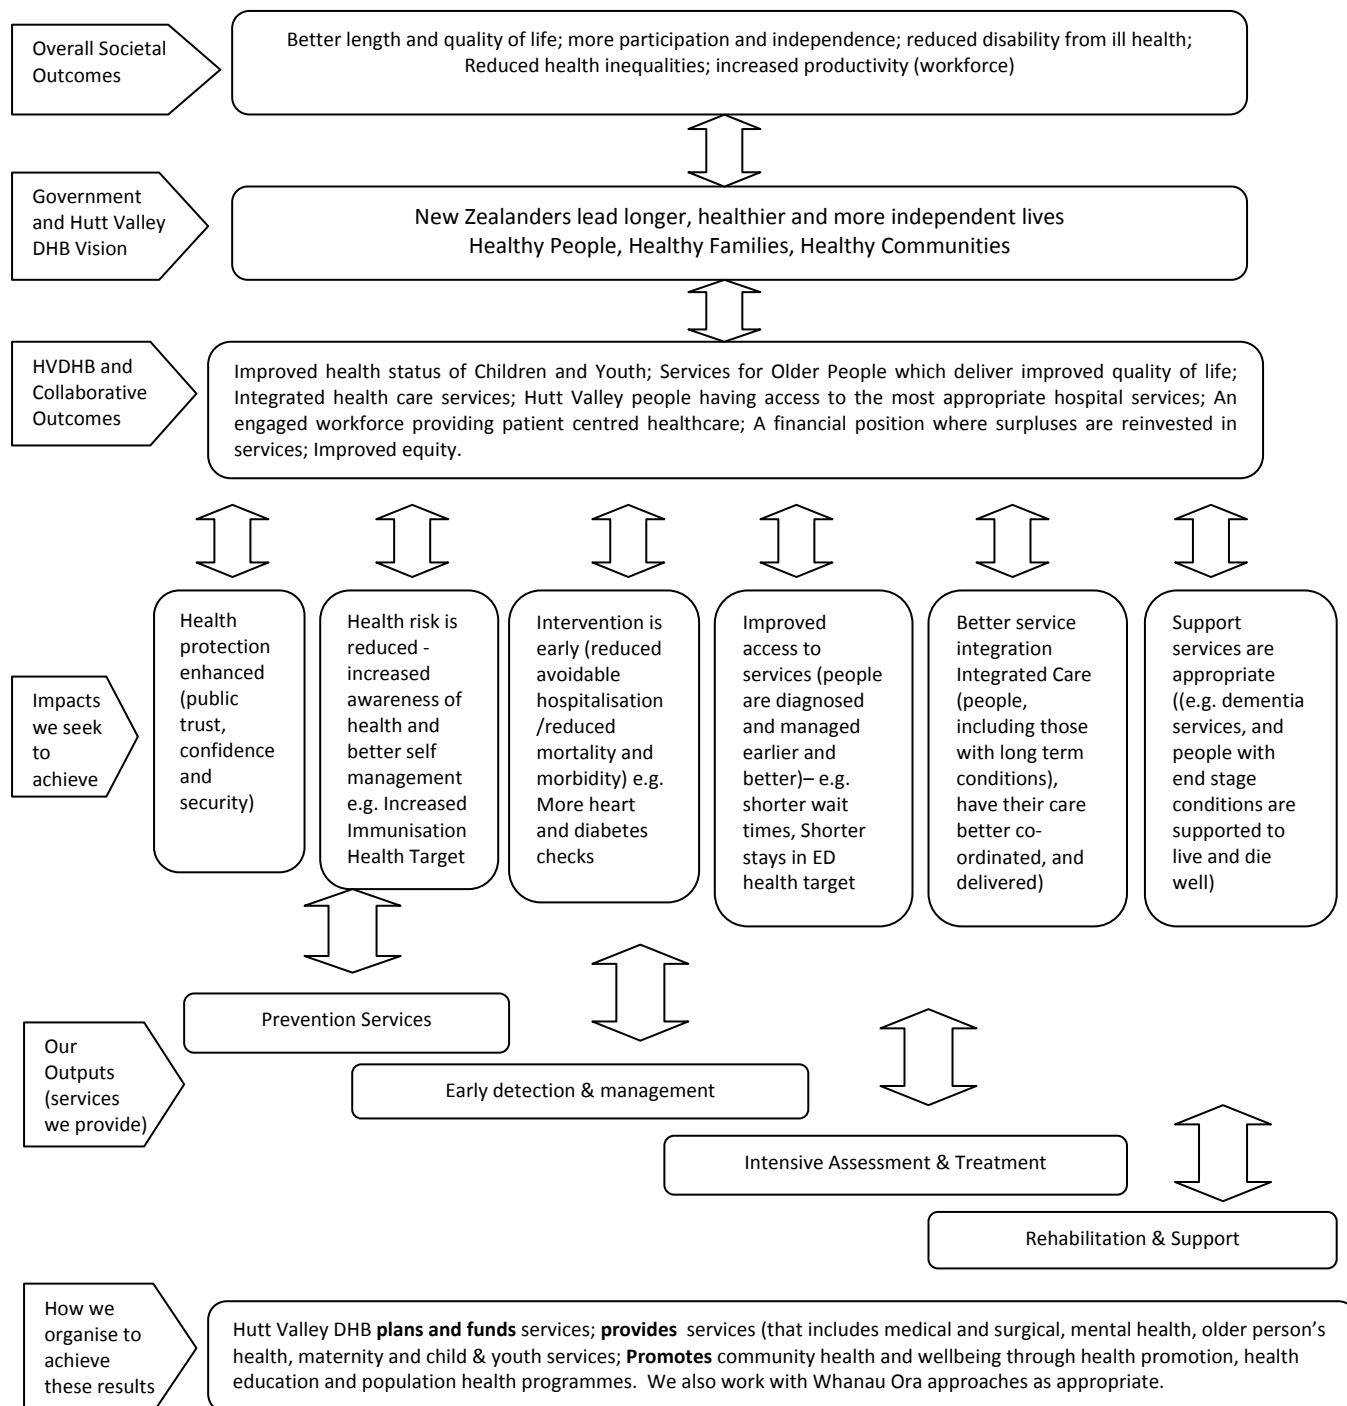 Overall Societal
Outcomes
Better length and quality of life; more participation and independence; reduced disability from ill health;
Reduced health inequalities; increased productivity (workforce)
Government
and Hutt Valley
DHB Vision
New Zealanders lead longer, healthier and more independent lives
Healthy People, Healthy Families, Healthy Communities
HVDHB and
Collaborative
Outcomes
Improved health status of Children and Youth; Services for Older People which deliver improved quality of life;
Integrated health care services; Hutt Valley people having access to the most appropriate hospital services; An
engaged workforce providing patient centred healthcare; A financial position where surpluses are reinvested in
services; Improved equity.
Impacts
we seek
to
achieve
Health
protection
enhanced
(public
trust,
confidence
and
security)
Health risk is
reduced -
increased
awareness of
health and
better self
management
e.g. Increased
Immunisation
Health Target
Intervention is
early (reduced
avoidable
hospitalisation
/reduced
mortality and
morbidity) e.g.
More heart
and diabetes
checks
Improved
access to
services (people
are diagnosed
and managed
earlier and
better)– e.g.
shorter wait
times, Shorter
stays in ED
health target
Better service
integration
Integrated Care
(people,
including those
with long term
conditions),
have their care
better co-
ordinated, and
delivered)
Support
services are
appropriate
((e.g. dementia
services, and
people with
end stage
conditions are
supported to
live and die
well)
Our
Outputs
(services
we provide)
Prevention Services
Early detection & management
Intensive Assessment & Treatment
Rehabilitation & Support
How we
organise to
achieve
these results
Hutt Valley DHB plans and funds services; provides services (that includes medical and surgical, mental health, older person's
health, maternity and child & youth services; Promotes community health and wellbeing through health promotion, health
education and population health programmes. We also work with Whanau Ora approaches as appropriate.